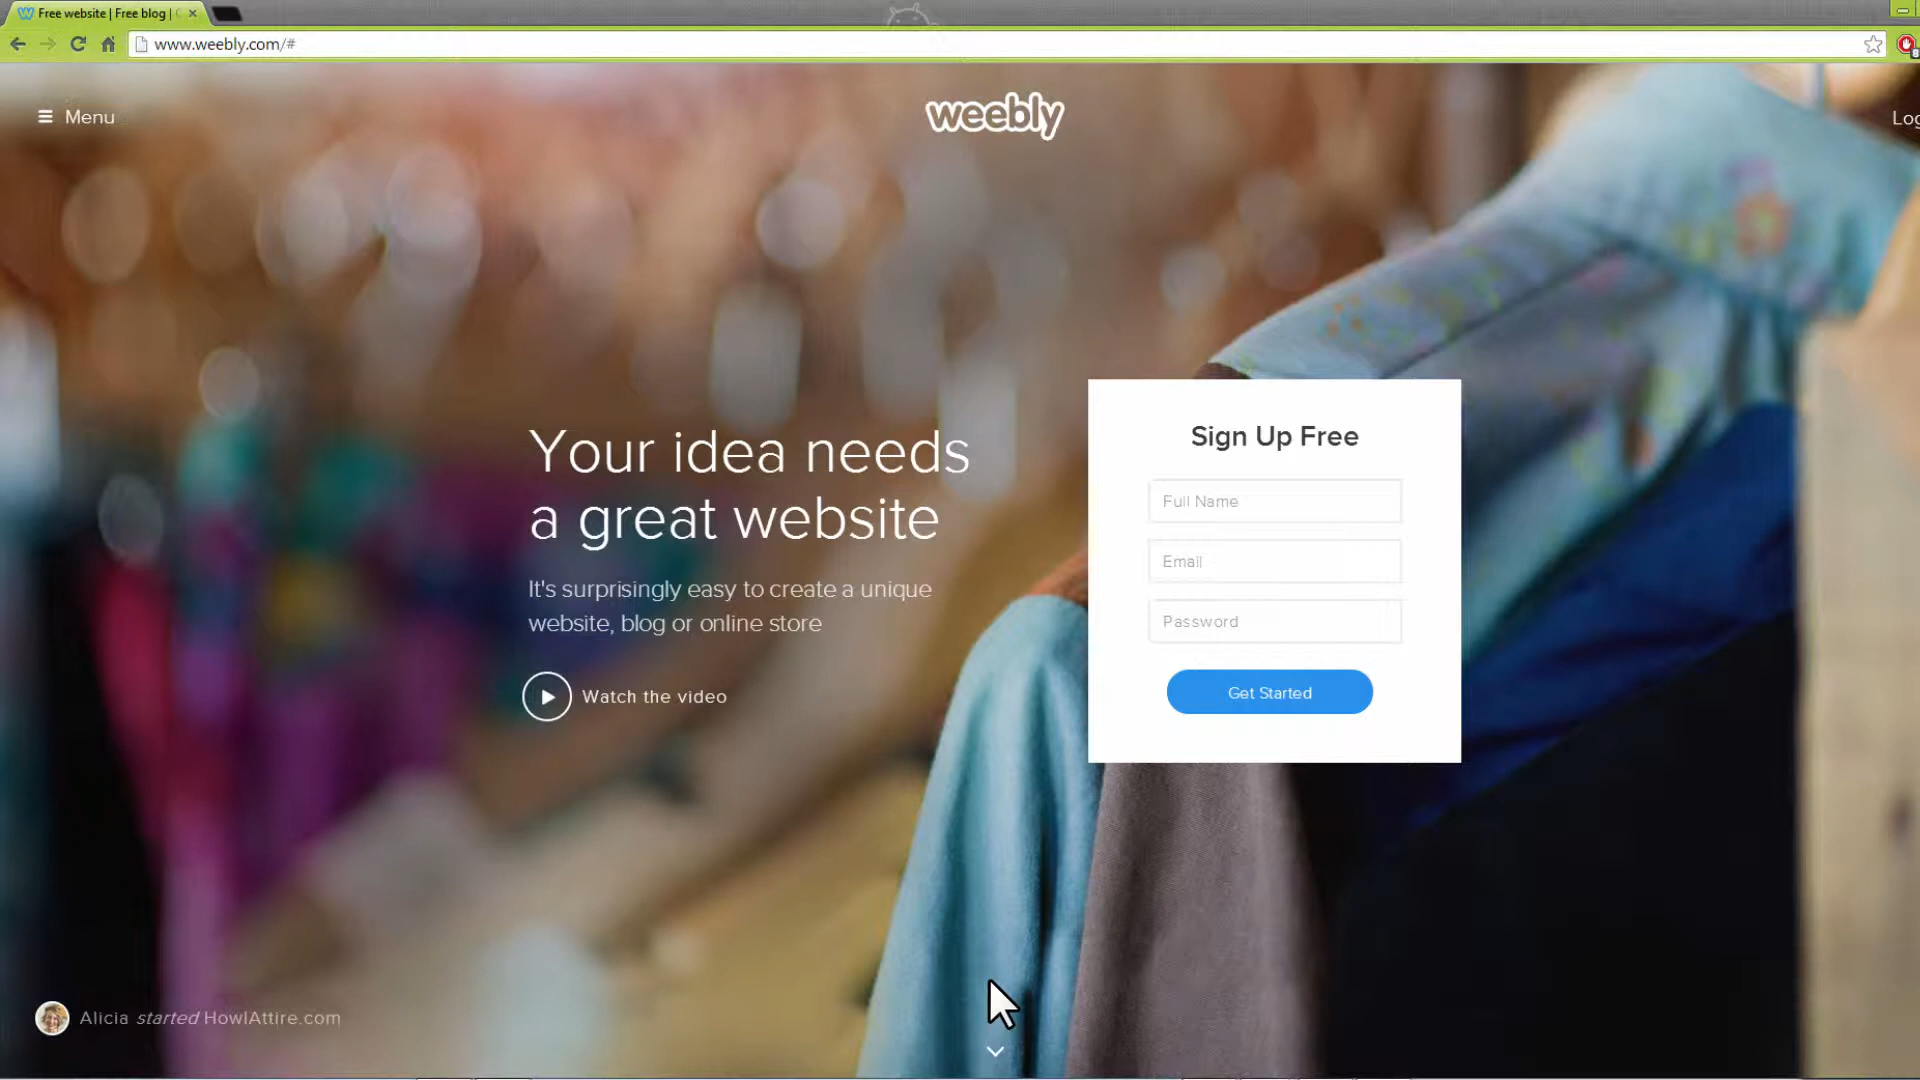 Free website | Free blog |
www.weebly.com/#
Menu
weebly
Your idea needs
a great website
It's surprisingly easy to create a unique
website, blog or online store
Watch the video
Sign Up Free
Full Name
Email
Password
Get Started
Alicia started HowIAttire.com